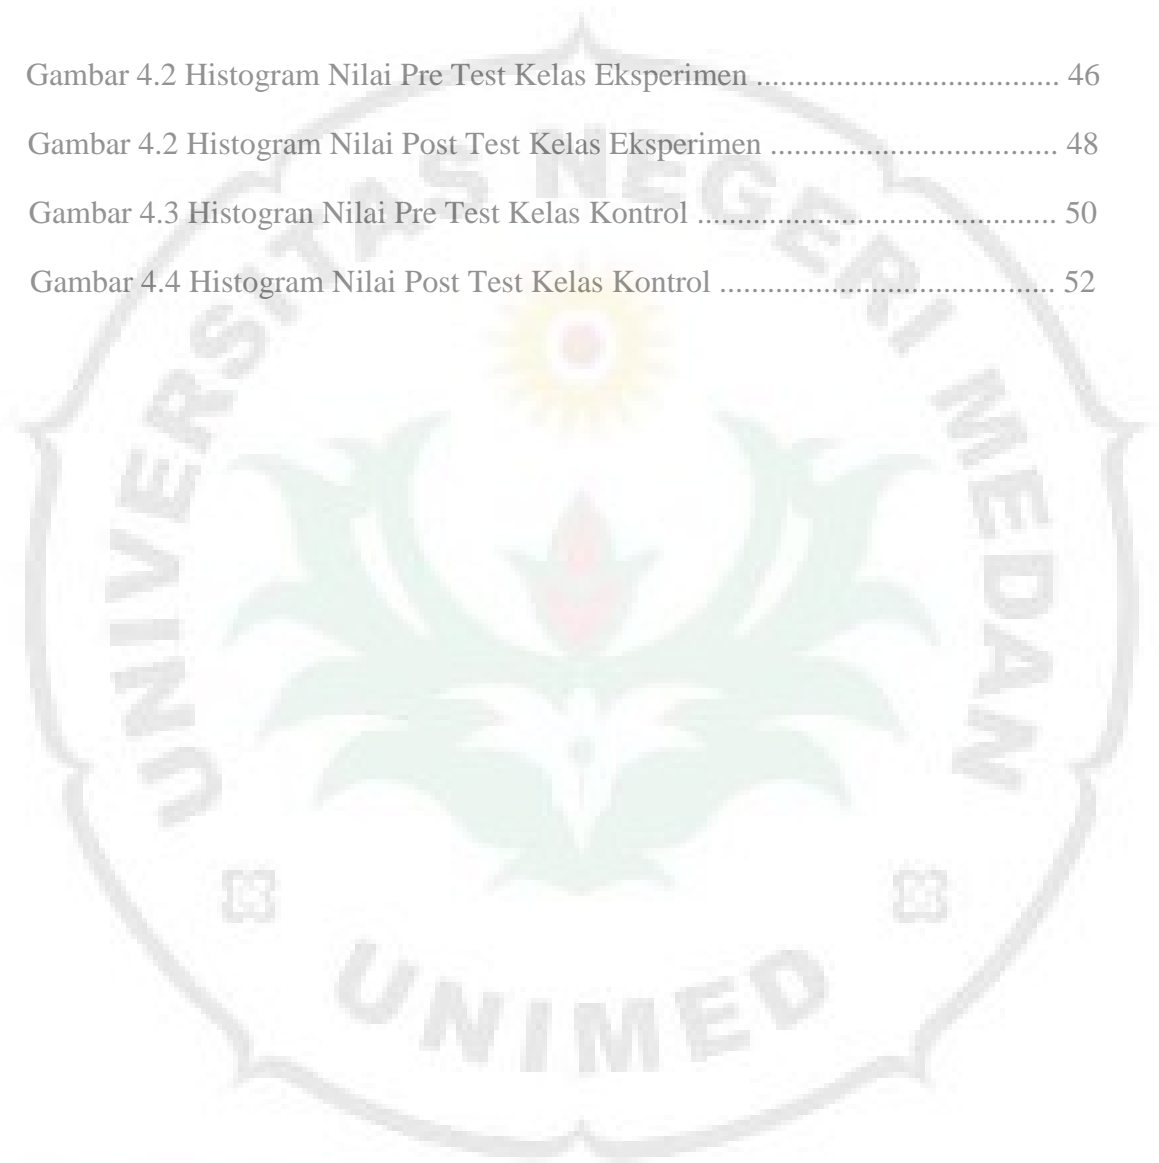 Gambar 4.2 Histogram Nilai Pre Test Kelas Eksperimen .................................. 46
Gambar 4.2 Histogram Nilai Post Test Kelas Eksperimen ................................ 48
Gambar 4.3 Histogran Nilai Pre Test Kelas Kontrol ........................................ 50
Gambar 4.4 Histogram Nilai Post Test Kelas Kontrol ...................................... 52
UNIVERSITAS NEGERI MEDAN
UNIMED